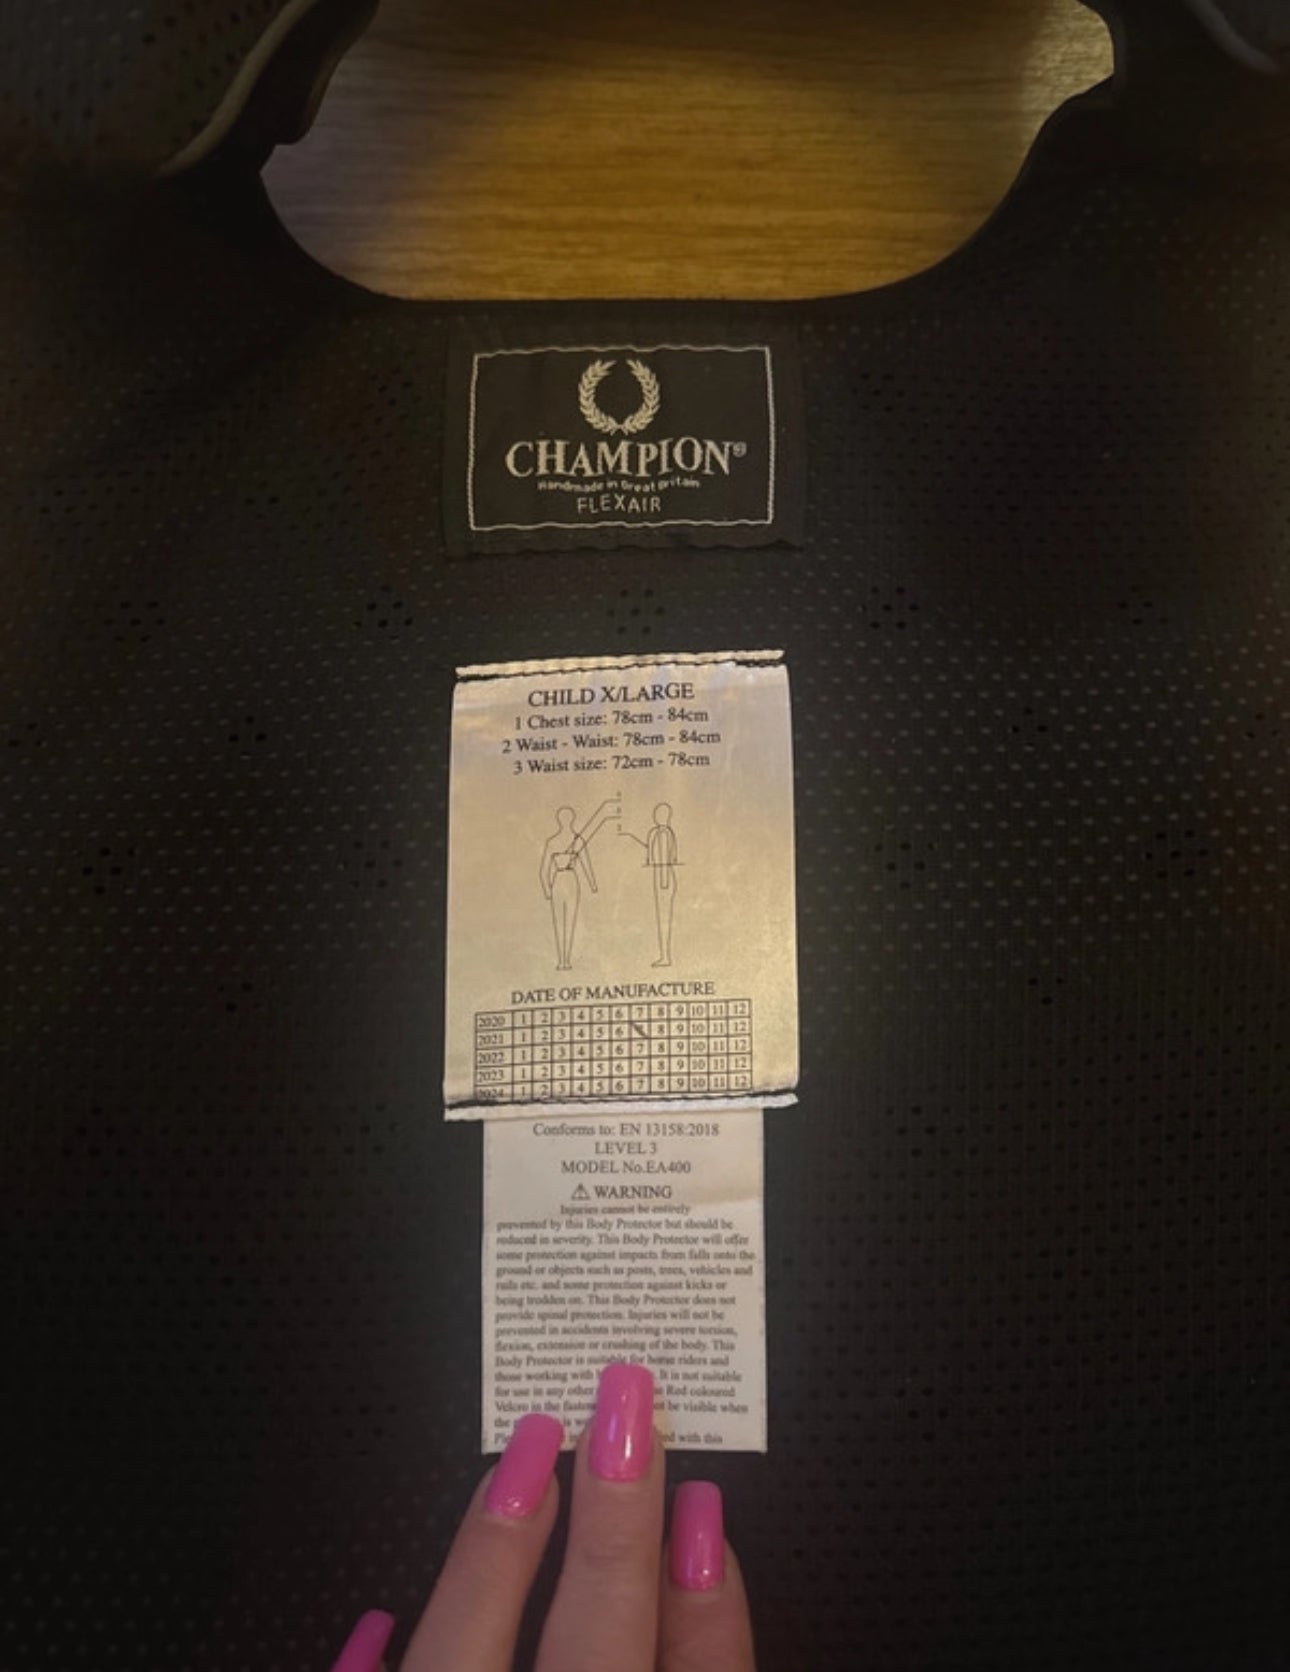 CHAMPION®
Handmade in Great Britain
FLEXAIR
CHILD X/LARGE
1 Chest size: 78cm - 84cm
2 Waist - Waist: 78cm - 84cm
3 Waist size: 72cm - 78cm
DATE OF MANUFACTURE
2020 1 2 3 4 5 6 7 8 9 10 11 12
2021 1 2 3 4 5 6 8 9 10 11 12
2022 1 2 3 4 5 6 7 8 9 10 11 12
2023 1 2 3 4 5 6 7 8 9 10 11 12
2024 1 2 3 4 5 6 7 8 9 10 11 12
Conforms to: EN 13158:2018
LEVEL 3
MODEL No.EA400
⚠ WARNING
Injuries cannot be entirely
prevented by this Body Protector but should be
reduced in severity. This Body Protector will offer
some protection against impacts from falls onto the
ground or objects such as posts, trees, vehicles and
rails etc. and some protection against kicks or
being trodden on. This Body Protector does not
provide spinal protection. Injuries will not be
prevented in accidents involving severe torsion,
flexion, extension or crushing of the body. This
Body Protector is suitable for horse riders and
those working with It is not suitable
for use in any other Red coloured
Velcro in the be visible when
the is
with this